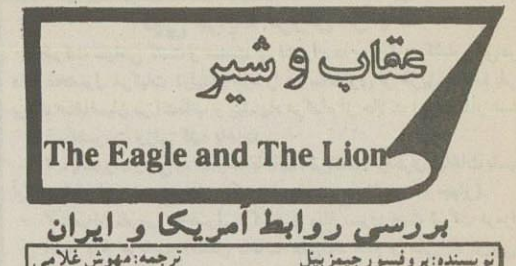 عقاب و شیر
The Eagle and The Lion
بررسی روابط آمریکا و ایران
نویسنده: پروفسور جیمز بیل
ترجمه: مهوش غلامی